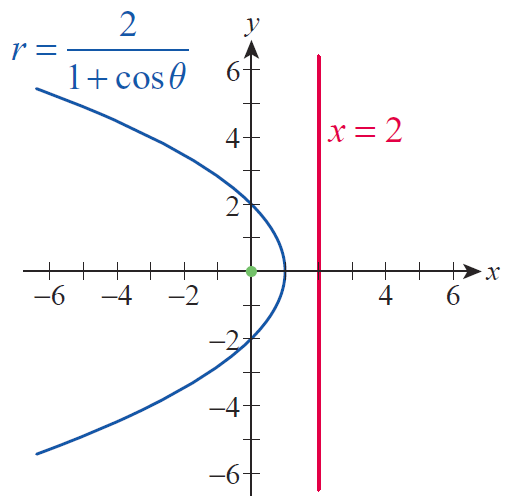 r = 2 / (1 + cos θ)
y
6
4
x = 2
2
x
−6 −4 −2 4 6
−2
−4
−6